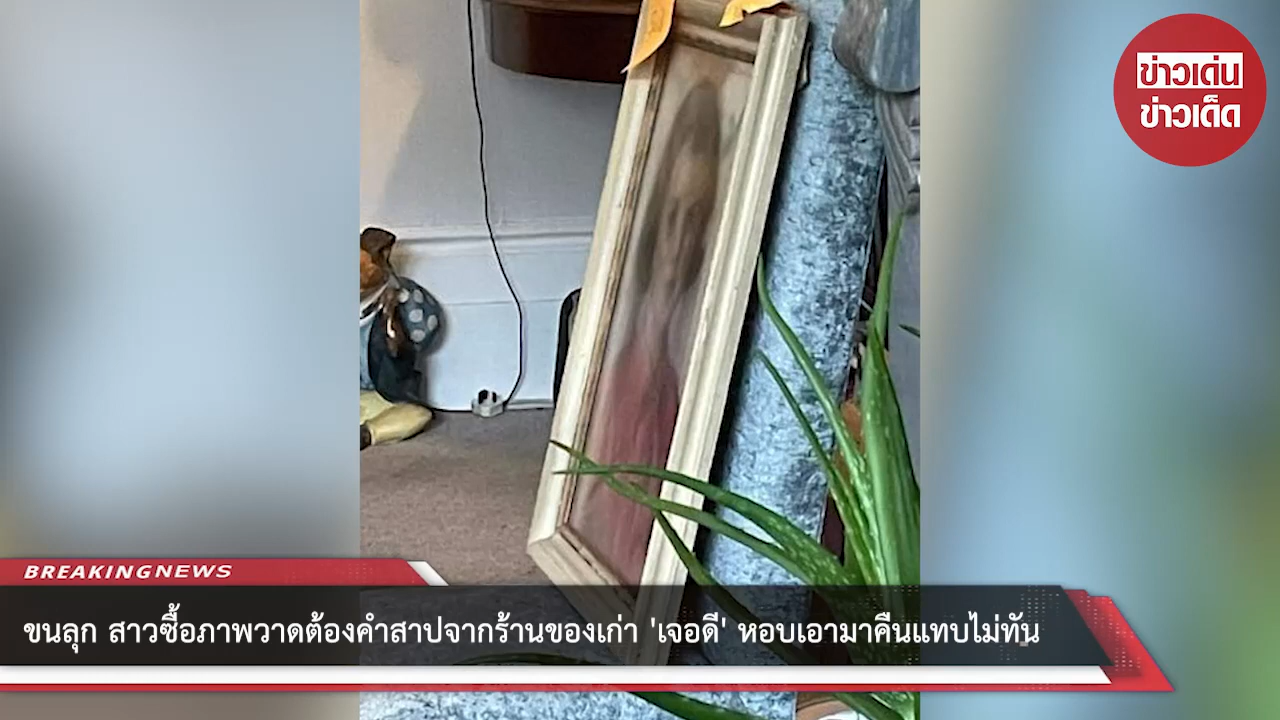 ข่าวเด่น
ข่าวเด็ด
BREAKING NEWS
ขนลุก สาวซื้อภาพวาดต้องคำสาปจากร้านของเก่า 'เจอดี' หอบเอามาคืนแทบไม่ทัน